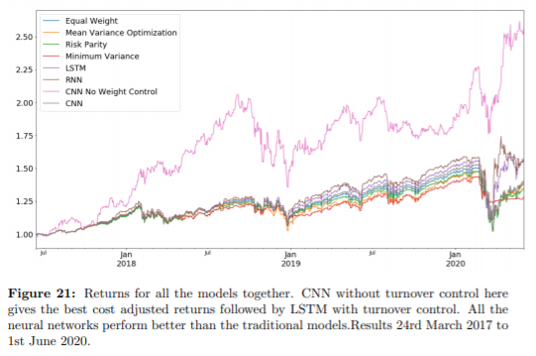 Equal Weight
Mean Variance Optimization
Risk Parity
Minimum Variance
LSTM
RNN
CNN No Weight Control
CNN
2.50
2.25
2.00
1.75
1.50
1.25
1.00
Jul
Jan
2018
Jul
Jan
2019
Jul
Jan
2020
Figure 21: Returns for all the models together. CNN without turnover control here
gives the best cost adjusted returns followed by LSTM with turnover control. All the
neural networks perform better than the traditional models.Results 24rd March 2017 to
1st June 2020.